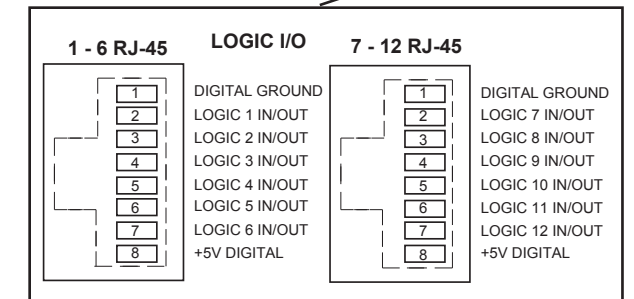 LOGIC I/O
1 - 6 RJ-45
1 DIGITAL GROUND
2 LOGIC 1 IN/OUT
3 LOGIC 2 IN/OUT
4 LOGIC 3 IN/OUT
5 LOGIC 4 IN/OUT
6 LOGIC 5 IN/OUT
7 LOGIC 6 IN/OUT
8 +5V DIGITAL
7 - 12 RJ-45
1 DIGITAL GROUND
2 LOGIC 7 IN/OUT
3 LOGIC 8 IN/OUT
4 LOGIC 9 IN/OUT
5 LOGIC 10 IN/OUT
6 LOGIC 11 IN/OUT
7 LOGIC 12 IN/OUT
8 +5V DIGITAL